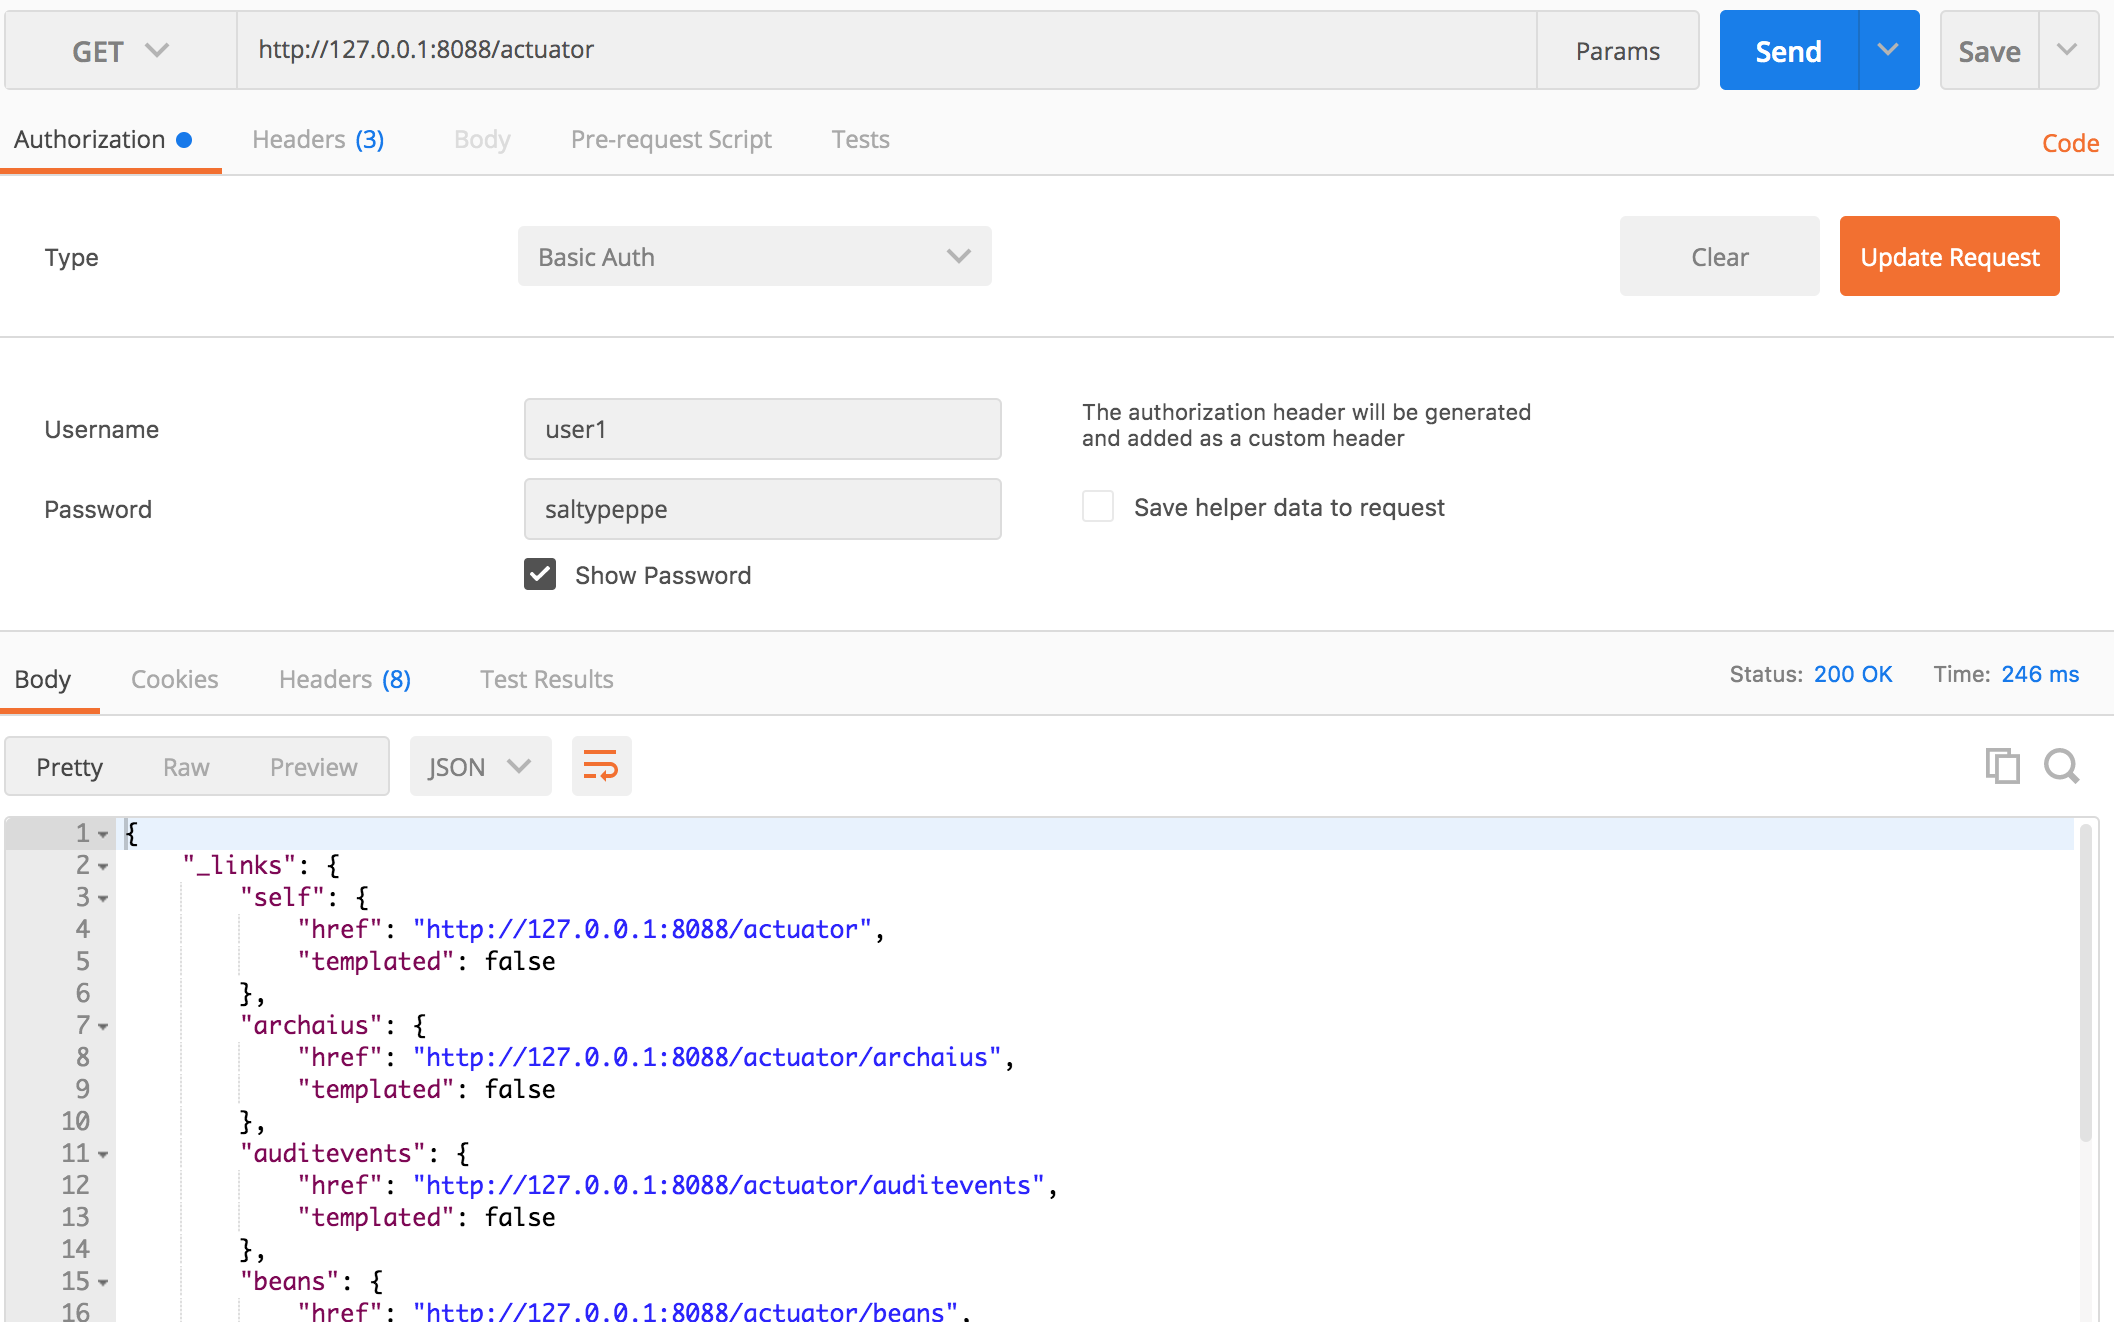 GET http://127.0.0.1:8088/actuator Params Send Save
Authorization Headers (3) Body Pre-request Script Tests Code
Type Basic Auth Clear Update Request
Username user1 The authorization header will be generated
and added as a custom header
Password saltypeppe Save helper data to request
Show Password
Body Cookies Headers (8) Test Results Status: 200 OK Time: 246 ms
Pretty Raw Preview JSON
1 {
2 "_links": {
3 "self": {
4 "href": "http://127.0.0.1:8088/actuator",
5 "templated": false
6 },
7 "archaius": {
8 "href": "http://127.0.0.1:8088/actuator/archaius",
9 "templated": false
10 },
11 "auditevents": {
12 "href": "http://127.0.0.1:8088/actuator/auditevents",
13 "templated": false
14 },
15 "beans": {
16 "href": "http://127.0.0.1:8088/actuator/beans",